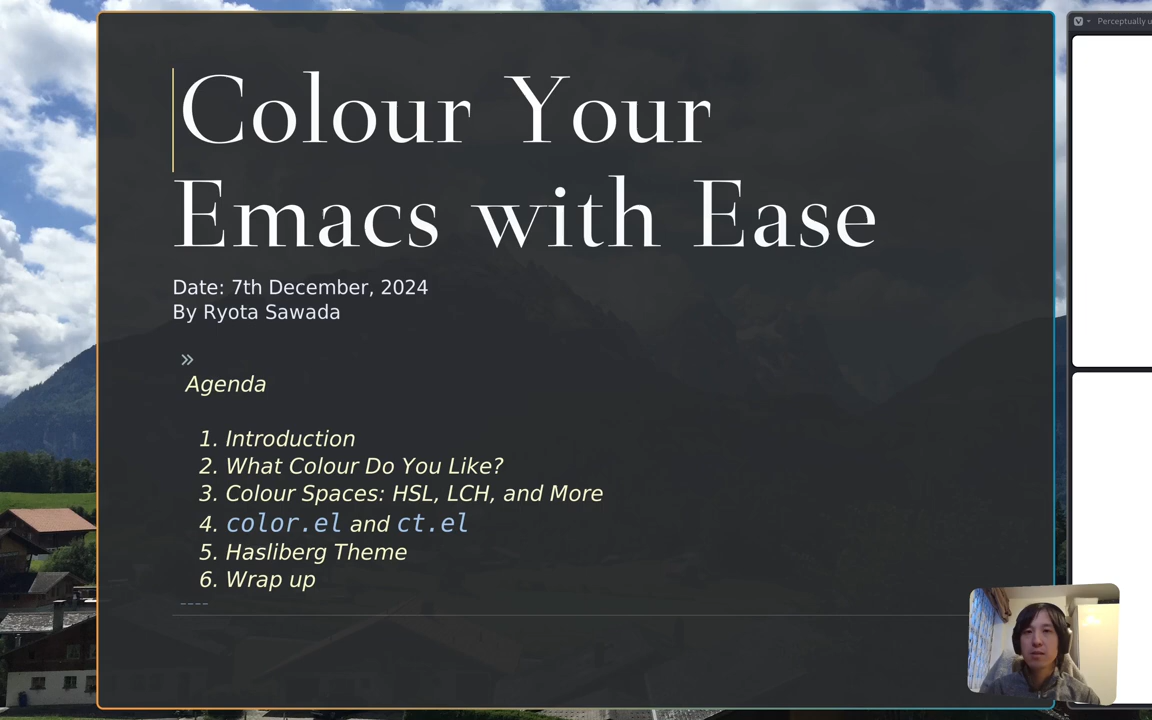 Colour Your
Emacs with Ease
Date: 7th December, 2024
By Ryota Sawada
»
Agenda
1. Introduction
2. What Colour Do You Like?
3. Colour Spaces: HSL, LCH, and More
4. color.el and ct.el
5. Hasliberg Theme
6. Wrap up
----
Perceptually